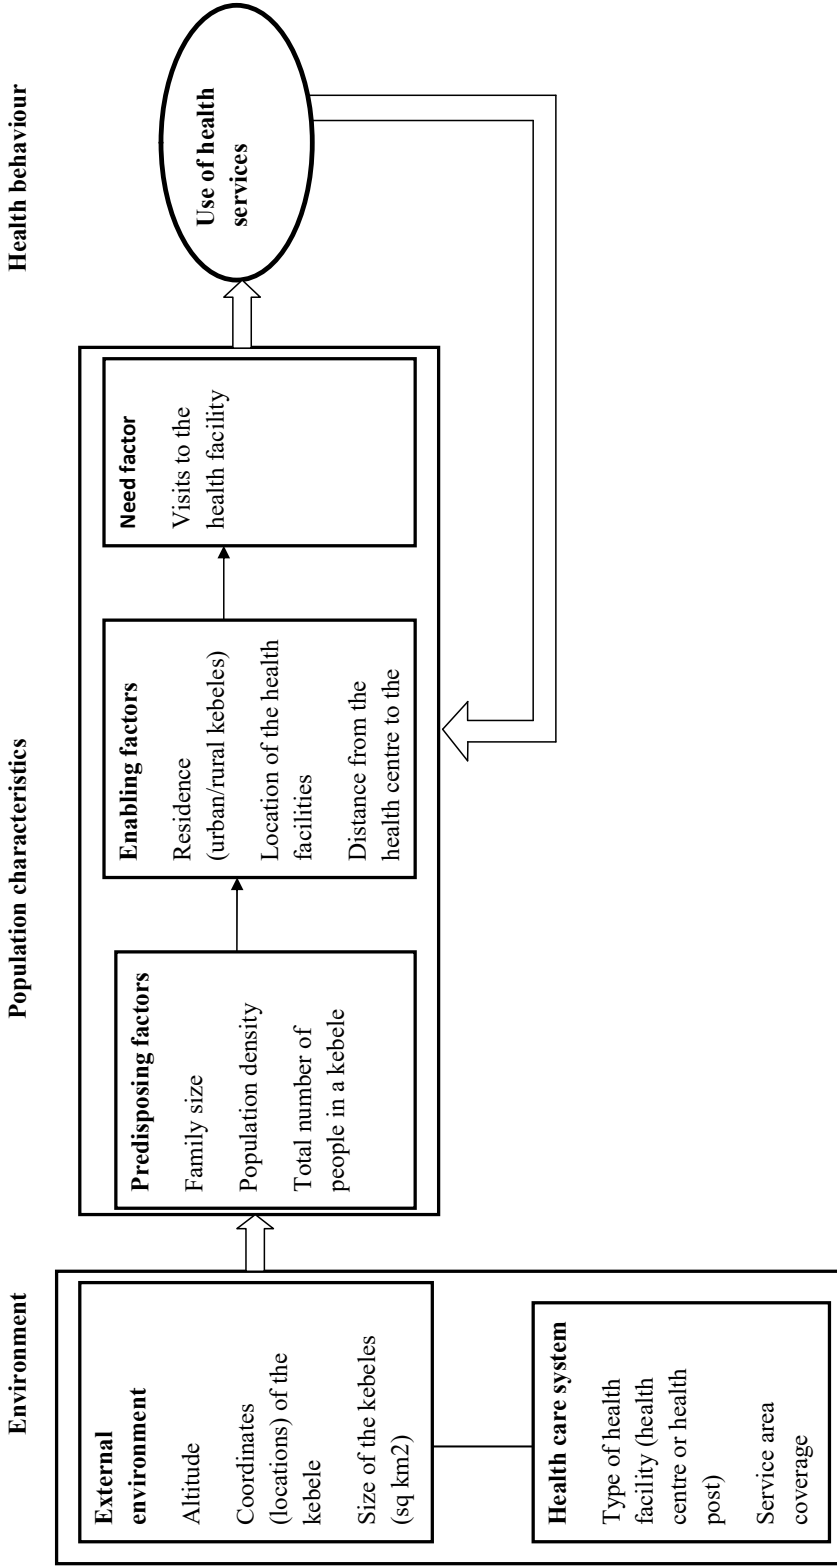 Environment
Population characteristics
Health behaviour
External
environment
Altitude
Coordinates
(locations) of the
kebele
Size of the kebeles
(sq km2)
Health care system
Type of health
facility (health
centre or health
post)
Service area
coverage
Predisposing factors
Family size
Population density
Total number of
people in a kebele
Enabling factors
Residence
(urban/rural kebeles)
Location of the health
facilities
Distance from the
health centre to the
Need factor
Visits to the
health facility
Use of health
services